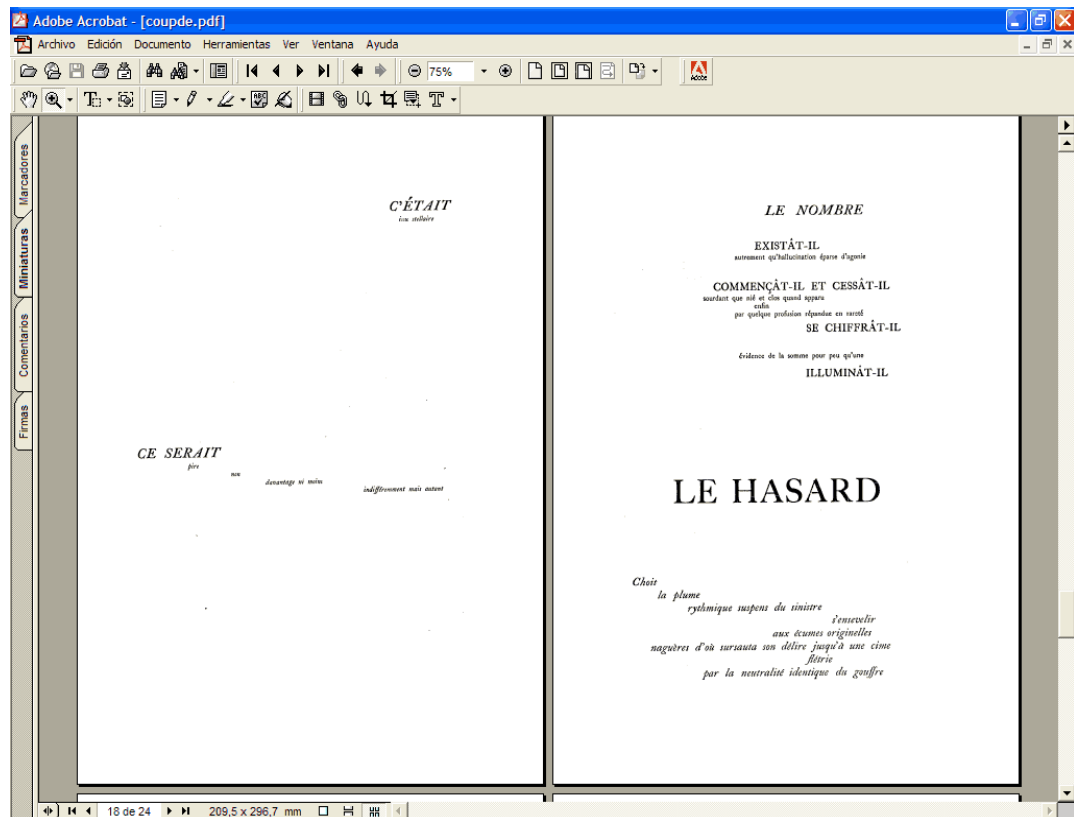 Adobe Acrobat - [coupde.pdf]
Archivo Edición Documento Herramientas Ver Ventana Ayuda
75%
Adobe
Marcadores
Miniaturas
Comentarios
Firmas
C'ÉTAIT
issu stellaire
CE SERAIT
pire
non
davantage ni moins
indifféremment mais autant
LE NOMBRE
EXISTÂT-IL
autrement qu'hallucination éparse d'agonie
COMMENÇÂT-IL ET CESSÂT-IL
sourdant que nié et clos quand apparu
enfin
par quelque profusion répandue en rareté
SE CHIFFRÂT-IL
évidence de la somme pour peu qu'une
ILLUMINÂT-IL
LE HASARD
Choit
la plume
rythmique suspens du sinistre
s'ensevelir
aux écumes originelles
naguères d'où sursauta son délire jusqu'à une cime
flétrie
par la neutralité identique du gouffre
18 de 24 209,5 x 296,7 mm